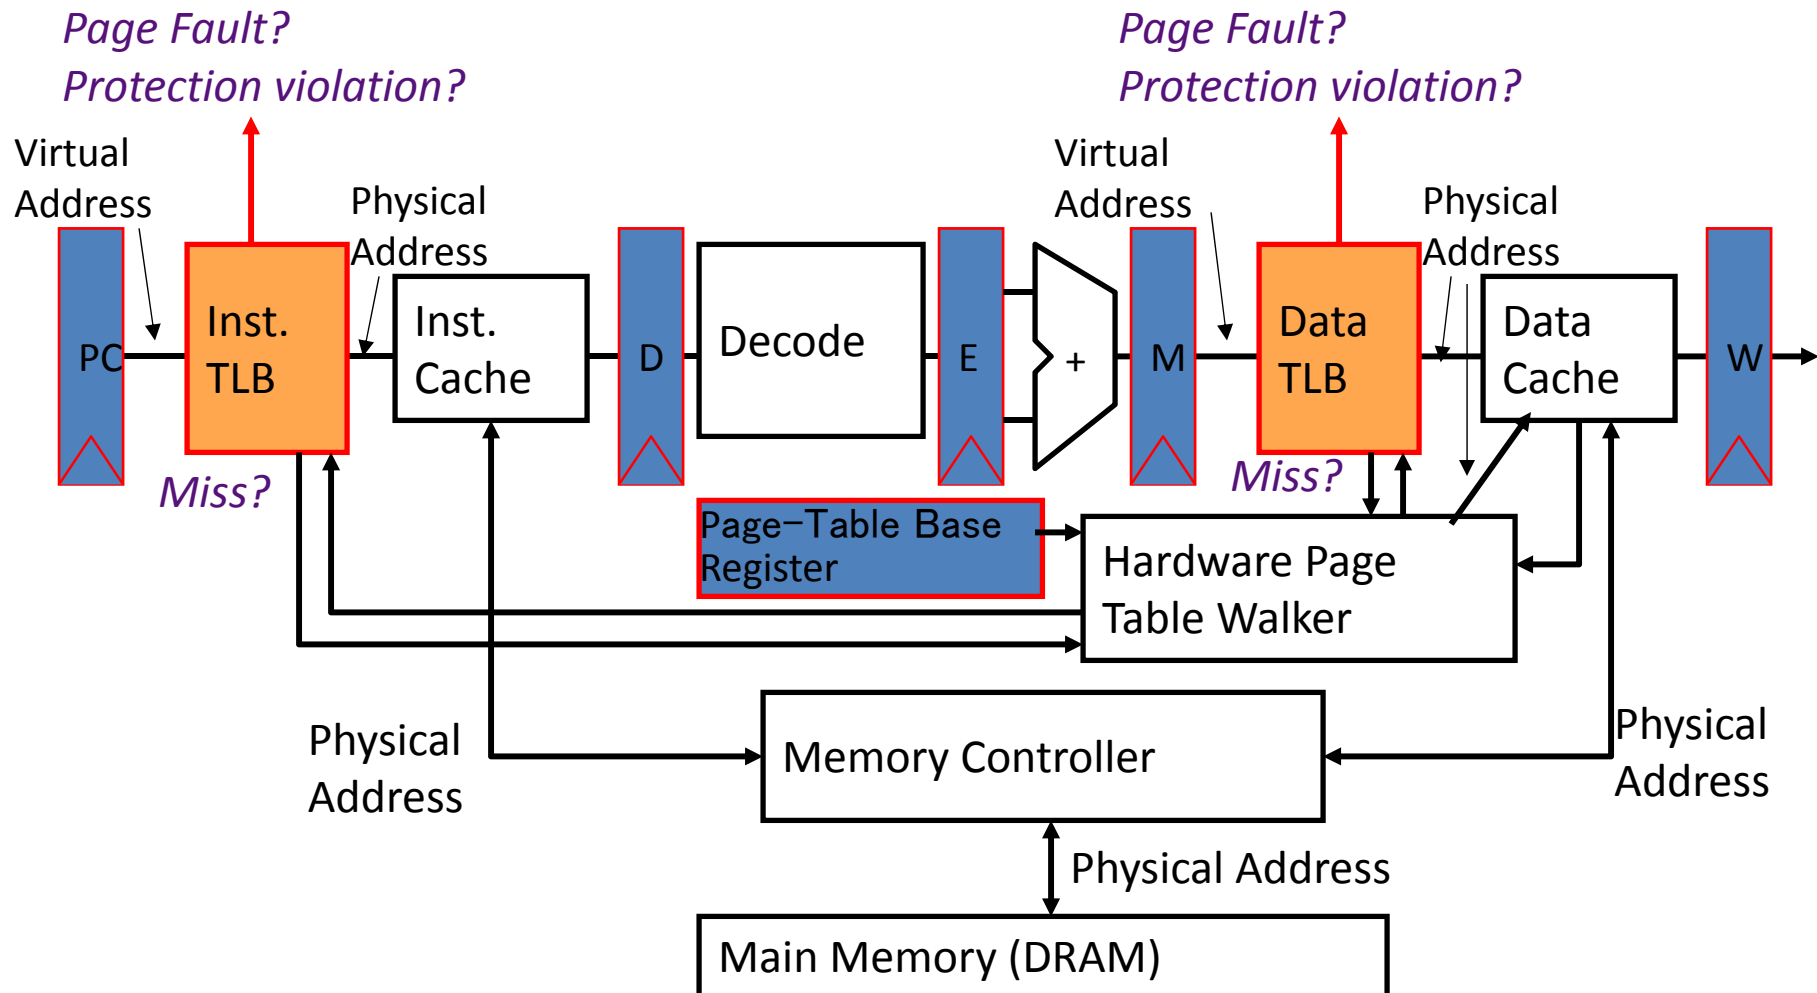 Page Fault?
Protection violation?
Page Fault?
Protection violation?
Virtual
Address
Physical
Address
Virtual
Address
Physical
Address
PC
Inst.
TLB
Inst.
Cache
D
Decode
E
+
M
Data
TLB
Data
Cache
W
Miss?
Miss?
Page-Table Base
Register
Hardware Page
Table Walker
Physical
Address
Memory Controller
Physical
Address
Physical Address
Main Memory (DRAM)